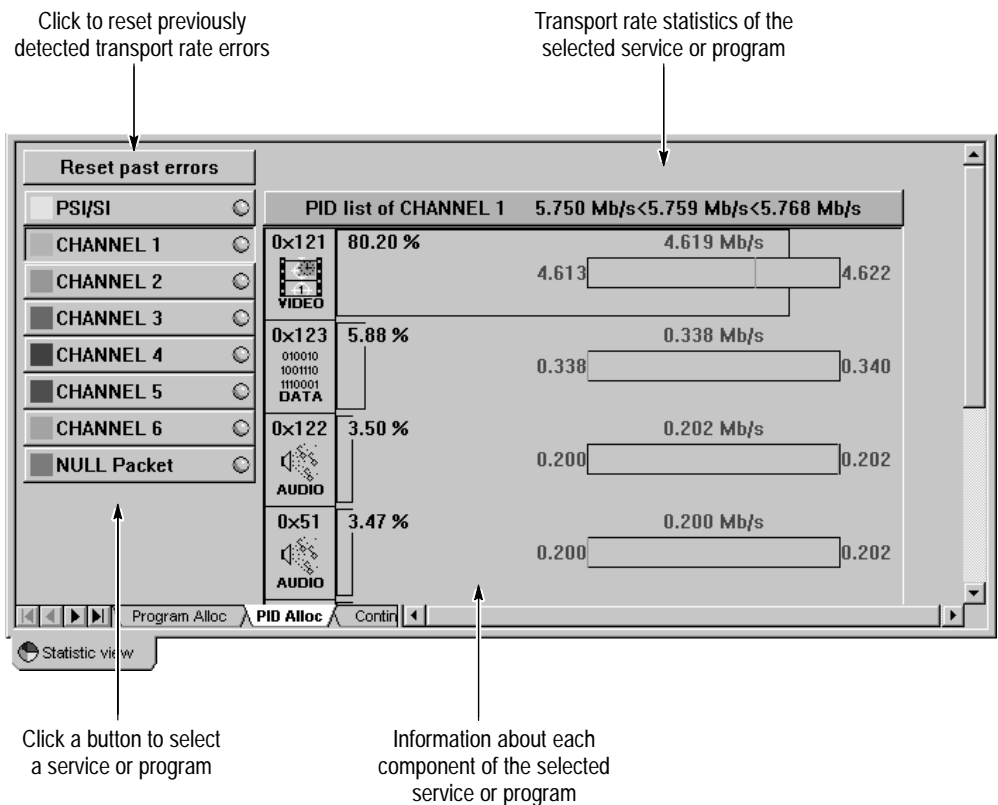 Click to reset previously
detected transport rate errors
Transport rate statistics of the
selected service or program
Reset past errors
PSI/SI
CHANNEL 1
CHANNEL 2
CHANNEL 3
CHANNEL 4
CHANNEL 5
CHANNEL 6
NULL Packet
PID list of CHANNEL 1 5.750 Mb/s<5.759 Mb/s<5.768 Mb/s
0x121 80.20 % 4.619 Mb/s
4.613 4.622
1
VIDEO
0x123 5.88 % 0.338 Mb/s
010010
1001110
1110001
DATA
0.338 0.340
0x122 3.50 % 0.202 Mb/s
0.200 0.202
AUDIO
0x51 3.47 % 0.200 Mb/s
0.200 0.202
AUDIO
Program Alloc PID Alloc Contin
Statistic view
Click a button to select
a service or program
Information about each
component of the selected
service or program